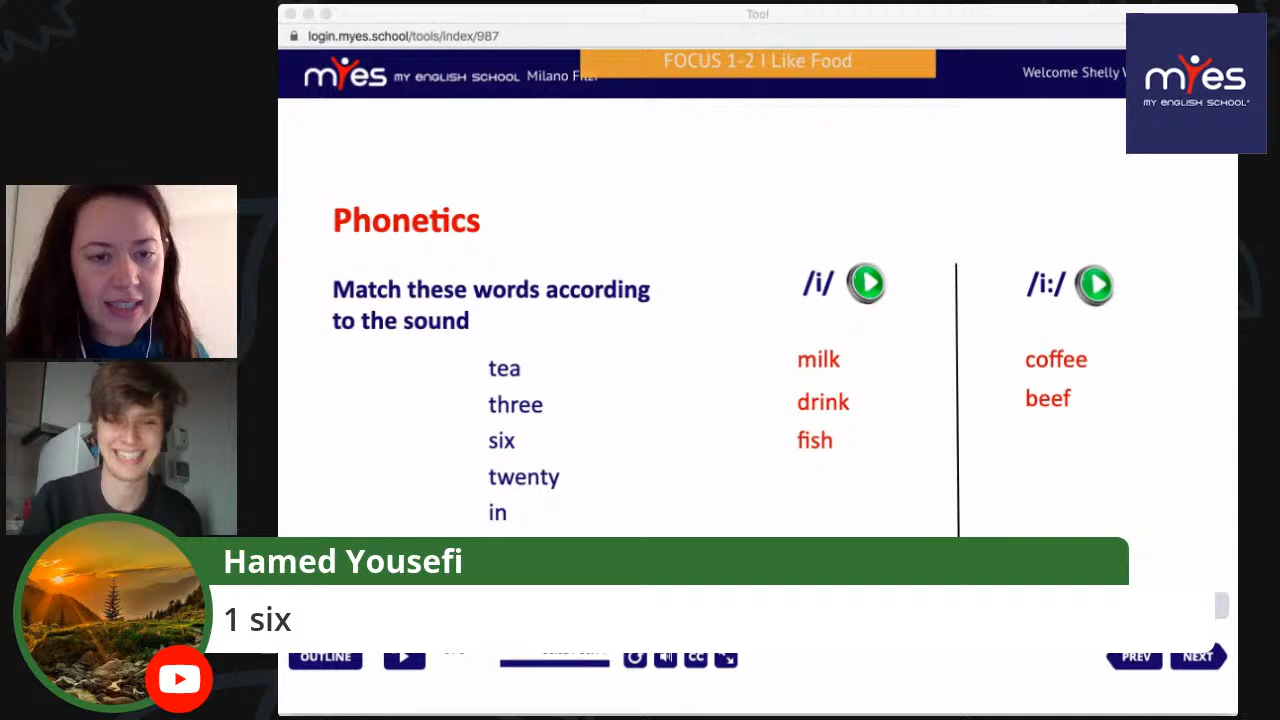 Tool
login.myes.school/tools/index/987
FOCUS 1-2 I Like Food
myes MY ENGLISH SCHOOL Milano
Welcome Shelly
myes
MY ENGLISH SCHOOL
Phonetics
Match these words according
to the sound
tea
three
six
twenty
in
/i/
milk
drink
fish
/i:/
coffee
beef
Hamed Yousefi
1 six
OUTLINE
CC
PREV
NEXT